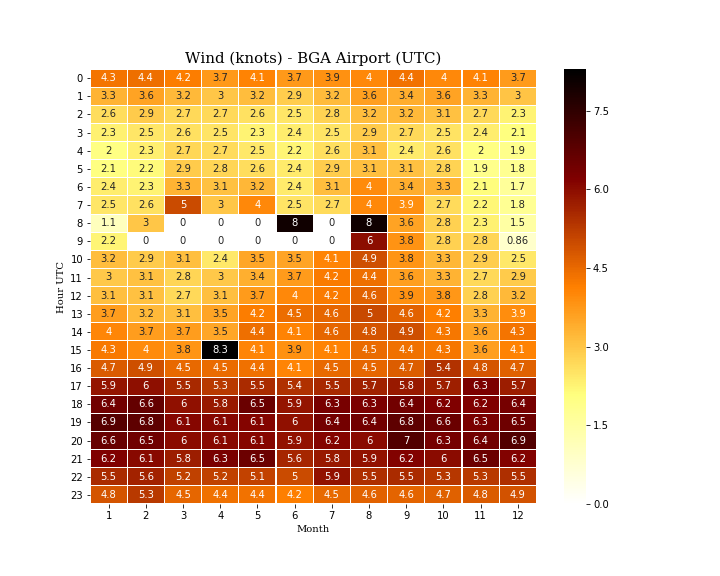 Wind (knots) - BGA Airport (UTC)
0 4.3 4.4 4.2 3.7 4.1 3.7 3.9 4 4.4 4 4.1 3.7
1 3.3 3.6 3.2 3 3.2 2.9 3.2 3.6 3.4 3.6 3.3 3
2 2.6 2.9 2.7 2.7 2.6 2.5 2.8 3.2 3.2 3.1 2.7 2.3
3 2.3 2.5 2.6 2.5 2.3 2.4 2.5 2.9 2.7 2.5 2.4 2.1
4 2 2.3 2.7 2.7 2.5 2.2 2.6 3.1 2.4 2.6 2 1.9
5 2.1 2.2 2.9 2.8 2.6 2.4 2.9 3.1 3.1 2.8 1.9 1.8
6 2.4 2.3 3.3 3.1 3.2 2.4 3.1 4 3.4 3.3 2.1 1.7
7 2.5 2.6 5 3 4 2.5 2.7 4 3.9 2.7 2.2 1.8
8 1.1 3 0 0 0 8 0 8 3.6 2.8 2.3 1.5
9 2.2 0 0 0 0 0 0 6 3.8 2.8 2.8 0.86
10 3.2 2.9 3.1 2.4 3.5 3.5 4.1 4.9 3.8 3.3 2.9 2.5
11 3 3.1 2.8 3 3.4 3.7 4.2 4.4 3.6 3.3 2.7 2.9
12 3.1 3.1 2.7 3.1 3.7 4 4.2 4.6 3.9 3.8 2.8 3.2
13 3.7 3.2 3.1 3.5 4.2 4.5 4.6 5 4.6 4.2 3.3 3.9
14 4 3.7 3.7 3.5 4.4 4.1 4.6 4.8 4.9 4.3 3.6 4.3
15 4.3 4 3.8 8.3 4.1 3.9 4.1 4.5 4.4 4.3 3.6 4.1
16 4.7 4.9 4.5 4.5 4.4 4.1 4.5 4.5 4.7 5.4 4.8 4.7
17 5.9 6 5.5 5.3 5.5 5.4 5.5 5.7 5.8 5.7 6.3 5.7
18 6.4 6.6 6 5.8 6.5 5.9 6.3 6.3 6.4 6.2 6.2 6.4
19 6.9 6.8 6.1 6.1 6.1 6 6.4 6.4 6.8 6.6 6.3 6.5
20 6.6 6.5 6 6.1 6.1 5.9 6.2 6 7 6.3 6.4 6.9
21 6.2 6.1 5.8 6.3 6.5 5.6 5.8 5.9 6.2 6 6.5 6.2
22 5.5 5.6 5.2 5.2 5.1 5 5.9 5.5 5.5 5.3 5.3 5.5
23 4.8 5.3 4.5 4.4 4.4 4.2 4.5 4.6 4.6 4.7 4.8 4.9
1 2 3 4 5 6 7 8 9 10 11 12
Month
Hour UTC
7.5
6.0
4.5
3.0
1.5
0.0